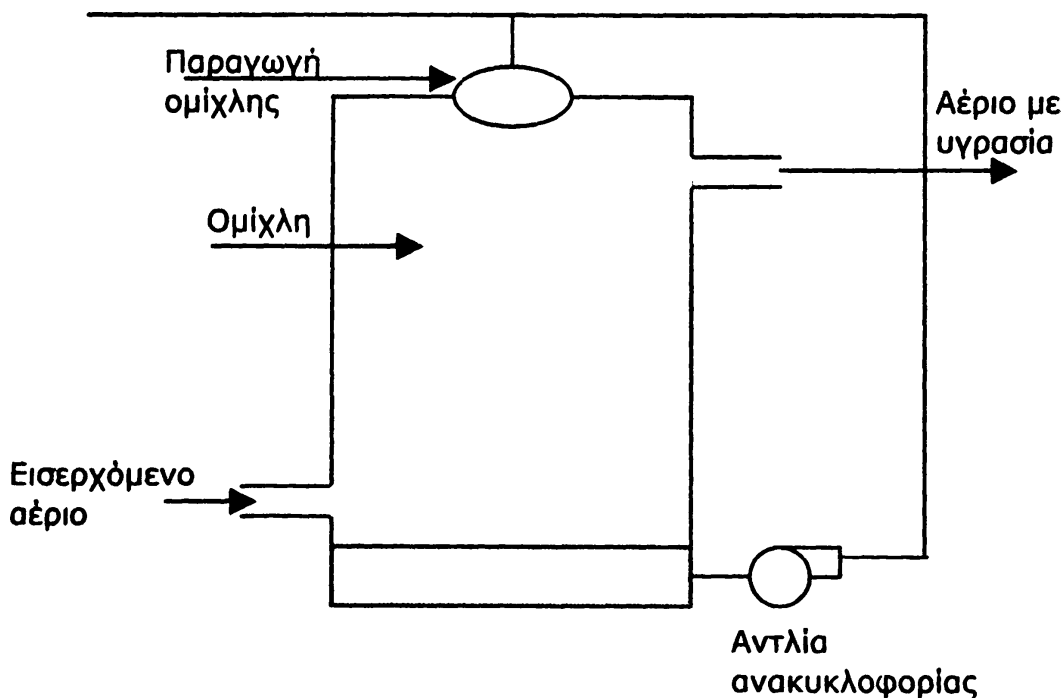 Παραγωγή
ομίχλης
Αέριο με
υγρασία
Ομίχλη
Εισερχόμενο
αέριο
Αντλία
ανακυκλοφορίας